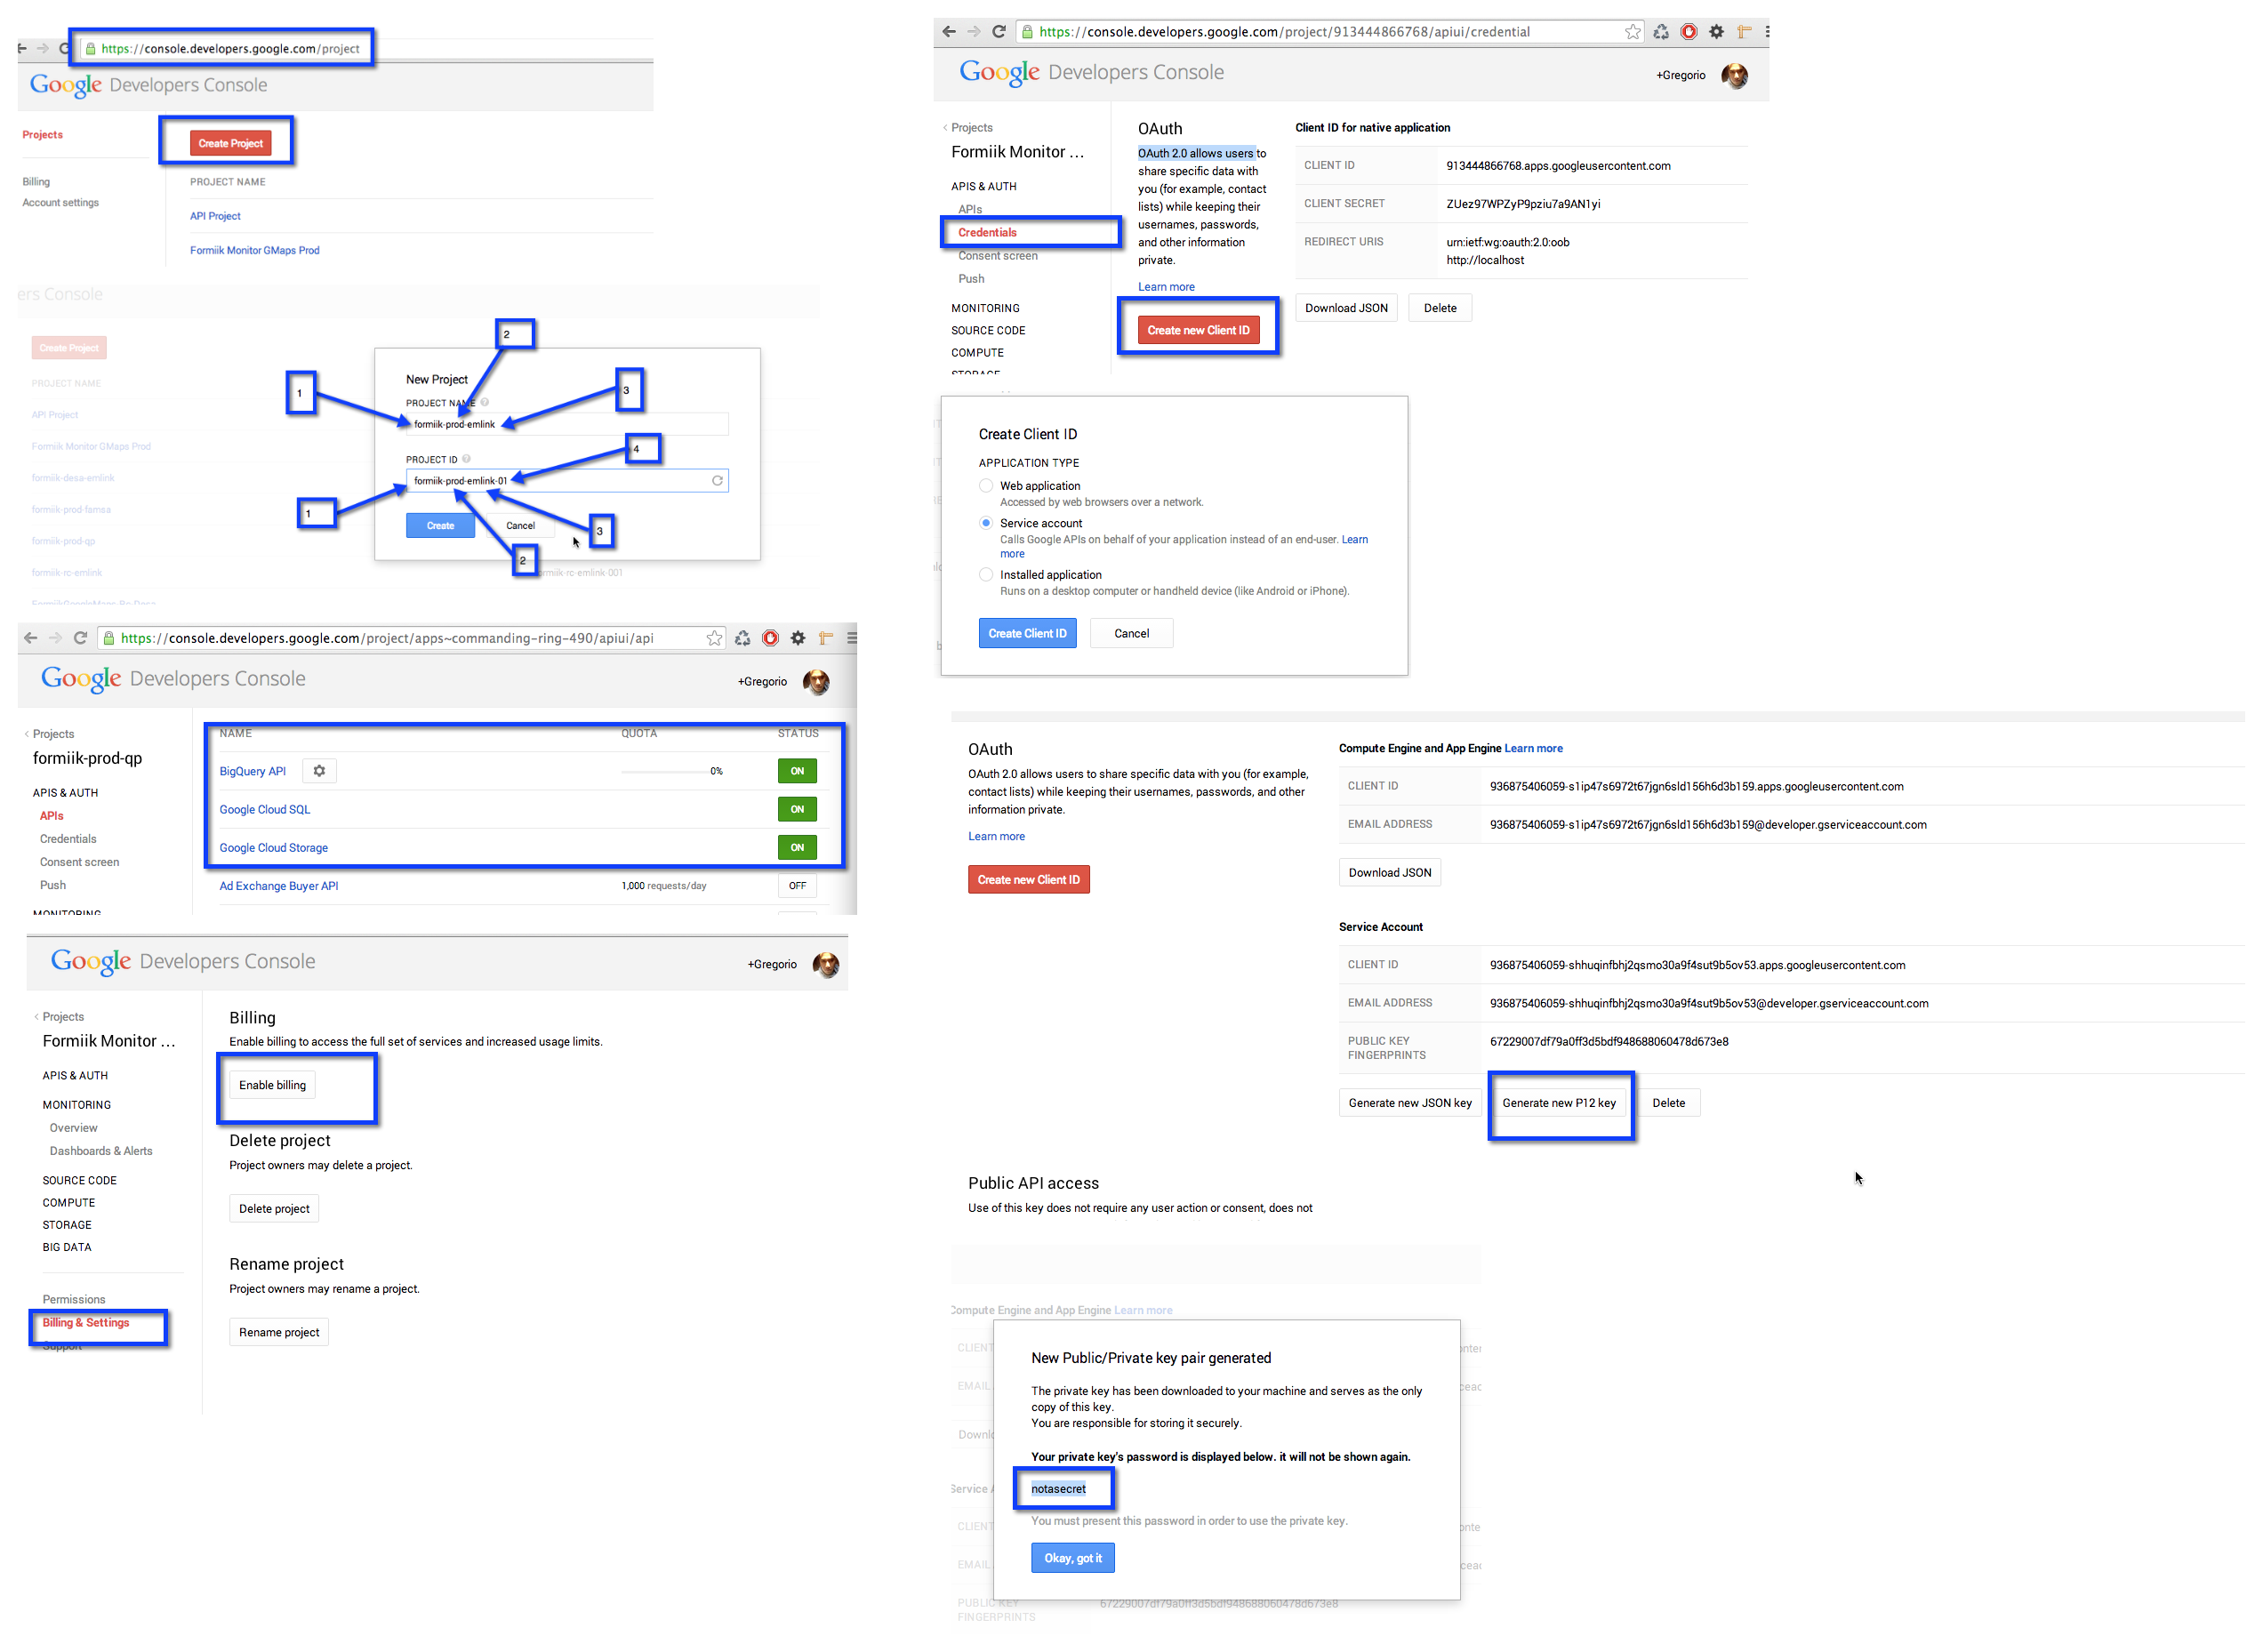 https://console.developers.google.com/project
Google Developers Console
Projects
Create Project
Billing
Account settings
PROJECT NAME
API Project
Formiik Monitor GMaps Prod
ers Console
Create Project
PROJECT NAME
API Project
Formiik Monitor GMaps Prod
formiik-desa-emlink
formiik-prod-famsa
formiik-prod-qp
formiik-rc-emlink
formiik-rc-emlink-001
2
1
3
New Project
PROJECT NAME
formiik-prod-emlink
4
PROJECT ID
formiik-prod-emlink-01
1
Create
Cancel
3
2
https://console.developers.google.com/project/apps~commanding-ring-490/apiui/api
Google Developers Console
+Gregorio
Projects
formiik-prod-qp
APIS & AUTH
APIs
Credentials
Consent screen
Push
MONITORING
NAME QUOTA STATUS
BigQuery API 0% ON
Google Cloud SQL ON
Google Cloud Storage ON
Ad Exchange Buyer API 1,000 requests/day OFF
Google Developers Console
+Gregorio
Projects
Formiik Monitor ...
APIS & AUTH
MONITORING
Overview
Dashboards & Alerts
SOURCE CODE
COMPUTE
STORAGE
BIG DATA
Permissions
Billing & Settings
Support
Billing
Enable billing to access the full set of services and increased usage limits.
Enable billing
Delete project
Project owners may delete a project.
Delete project
Rename project
Project owners may rename a project.
Rename project
https://console.developers.google.com/project/913444866768/apiui/credential
Google Developers Console
+Gregorio
Projects
Formiik Monitor ...
APIS & AUTH
APIs
Credentials
Consent screen
Push
MONITORING
SOURCE CODE
COMPUTE
STORAGE
OAuth
OAuth 2.0 allows users to
share specific data with
you (for example, contact
lists) while keeping their
usernames, passwords,
and other information
private.
Learn more
Create new Client ID
Client ID for native application
CLIENT ID 913444866768.apps.googleusercontent.com
CLIENT SECRET ZUez97WPZyP9pziu7a9AN1yi
REDIRECT URIS urn:ietf:wg:oauth:2.0:oob
http://localhost
Download JSON Delete
Create Client ID
APPLICATION TYPE
Web application
Accessed by web browsers over a network.
Service account
Calls Google APIs on behalf of your application instead of an end-user. Learn
more
Installed application
Runs on a desktop computer or handheld device (like Android or iPhone).
Create Client ID Cancel
OAuth
OAuth 2.0 allows users to share specific data with you (for example,
contact lists) while keeping their usernames, passwords, and other
information private.
Learn more
Create new Client ID
Compute Engine and App Engine Learn more
CLIENT ID 936875406059-s1ip47s6972t67jgn6sld156h6d3b159.apps.googleusercontent.com
EMAIL ADDRESS 936875406059-s1ip47s6972t67jgn6sld156h6d3b159@developer.gserviceaccount.com
Download JSON
Service Account
CLIENT ID 936875406059-shhuqinfbhj2qsmo30a9f4sut9b5ov53.apps.googleusercontent.com
EMAIL ADDRESS 936875406059-shhuqinfbhj2qsmo30a9f4sut9b5ov53@developer.gserviceaccount.com
PUBLIC KEY
FINGERPRINTS
67229007df79a0ff3d5bdf948688060478d673e8
Generate new JSON key Generate new P12 key Delete
Public API access
Use of this key does not require any user action or consent, does not
Compute Engine and App Engine Learn more
CLIENT
EMAIL
Service
CLIENT
EMAIL
New Public/Private key pair generated
The private key has been downloaded to your machine and serves as the only
copy of this key.
You are responsible for storing it securely.
Your private key's password is displayed below. it will not be shown again.
notasecret
You must present this password in order to use the private key.
Okay, got it
PUBLIC KEY
FINGERPRINTS
67229007df79a0ff3d5bdf948688060478d673e8